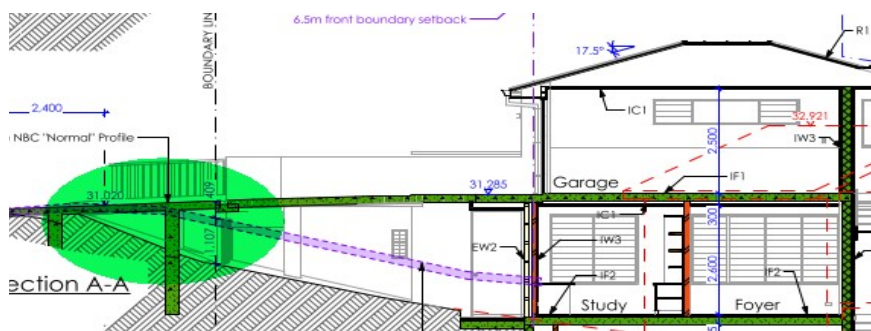 6.5m front boundary setback
BOUNDARY LIN
17.5°
R1
2,400
IC1
32.921
NBC "Normal" Profile
2,500
IW3
31.020
409
31.285
Garage
IF1
IC1
300
1,107
EW2
IW3
2,600
IF2
IF2
ection A-A
Study
Foyer